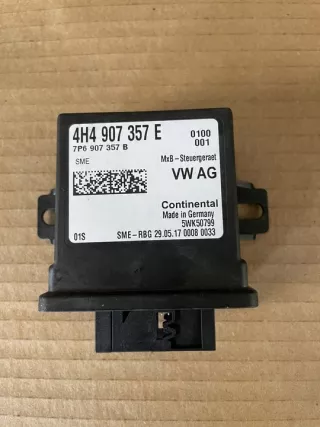 4H4 907 357 E 0100
7P6 907 357 B 001
SME MxB-Steuergeraet
VW AG
Continental
Made in Germany
5WK50799
01S SME-RBG 29.05.17 0008 0033